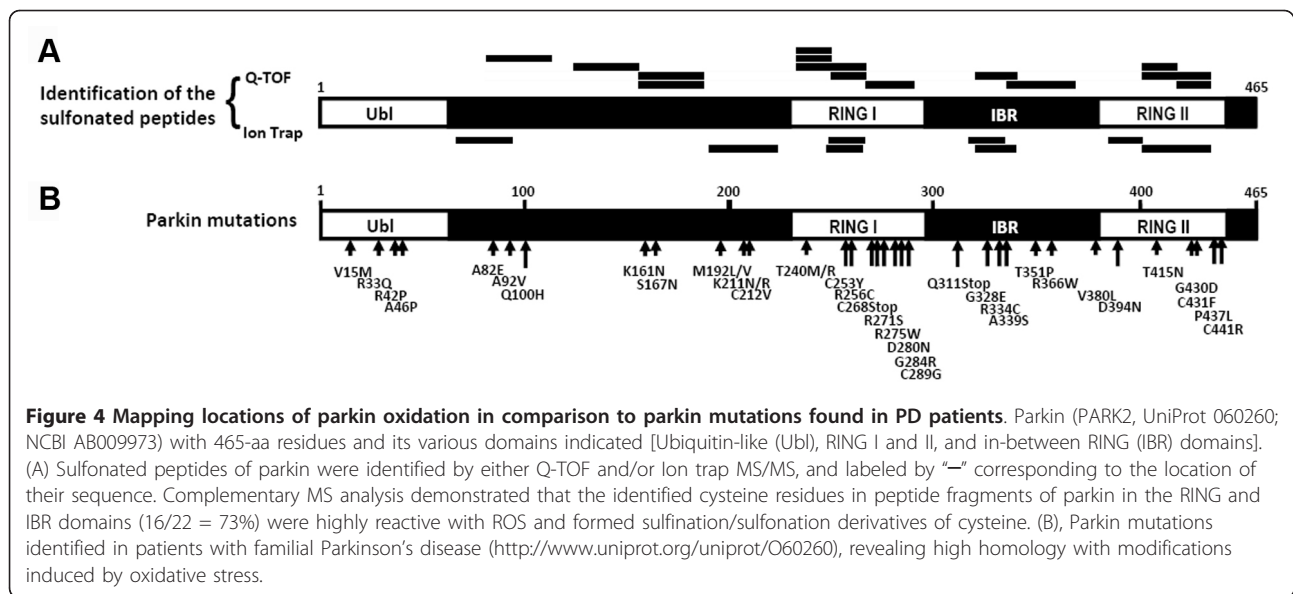 A
Q-TOF
Identification of the
sulfonated peptides
{
Ion Trap
1
465
Ubl
RING I
IBR
RING II
B
Parkin mutations
1
100
200
300
400
465
Ubl
RING I
IBR
RING II
V15M
R33Q
R42P
A46P
A82E
A92V
Q100H
K161N
S167N
M192L/V
K211N/R
C212V
T240M/R
C253Y
R256C
C268Stop
R271S
R275W
D280N
G284R
C289G
Q311Stop
G328E
R334C
A339S
T351P
R366W
V380L
D394N
T415N
G430D
C431F
P437L
C441R
Figure 4 Mapping locations of parkin oxidation in comparison to parkin mutations found in PD patients. Parkin (PARK2, UniProt 060260;
NCBI AB009973) with 465-aa residues and its various domains indicated [Ubiquitin-like (Ubl), RING I and II, and in-between RING (IBR) domains].
(A) Sulfonated peptides of parkin were identified by either Q-TOF and/or Ion trap MS/MS, and labeled by "—" corresponding to the location of
their sequence. Complementary MS analysis demonstrated that the identified cysteine residues in peptide fragments of parkin in the RING and
IBR domains (16/22 = 73%) were highly reactive with ROS and formed sulfination/sulfonation derivatives of cysteine. (B), Parkin mutations
identified in patients with familial Parkinson's disease (http://www.uniprot.org/uniprot/O60260), revealing high homology with modifications
induced by oxidative stress.